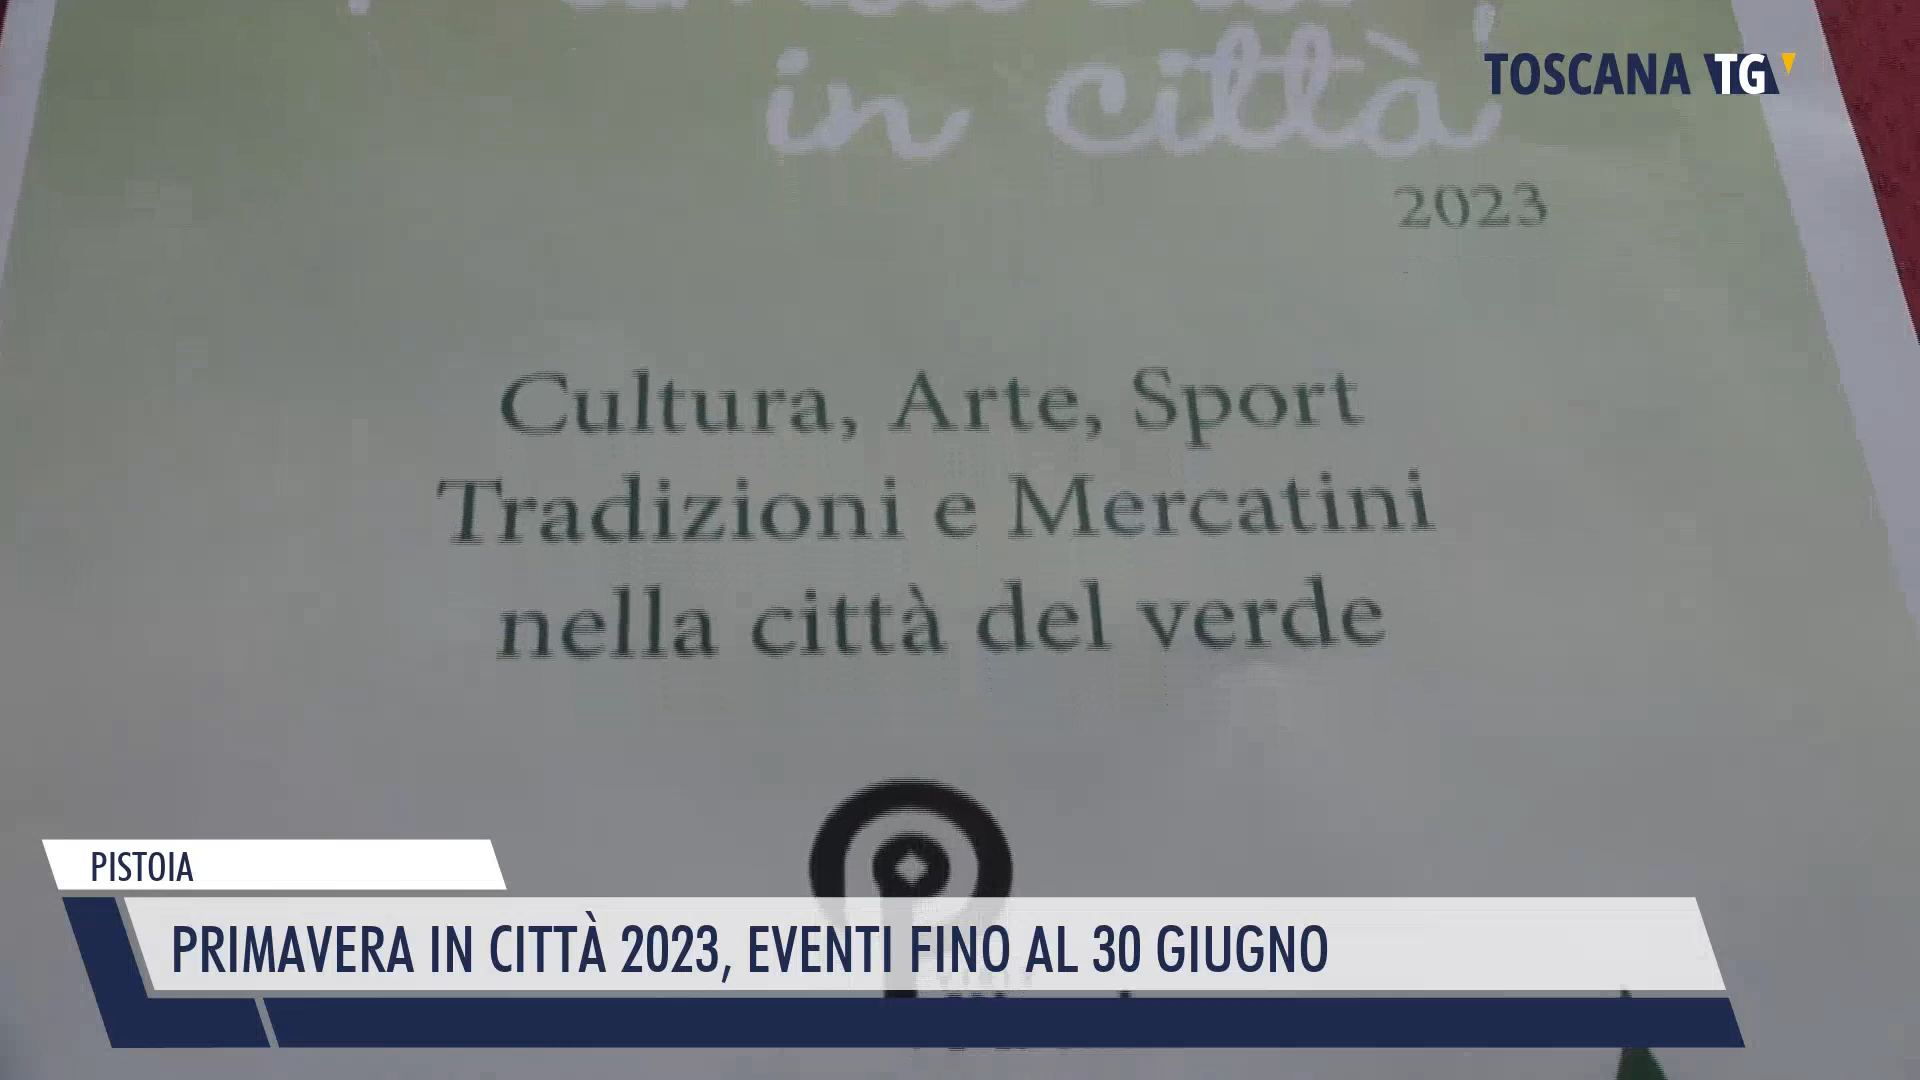 in città
TOSCANA TG
2023
Cultura, Arte, Sport
Tradizioni e Mercatini
nella città del verde
PISTOIA
PRIMAVERA IN CITTÀ 2023, EVENTI FINO AL 30 GIUGNO